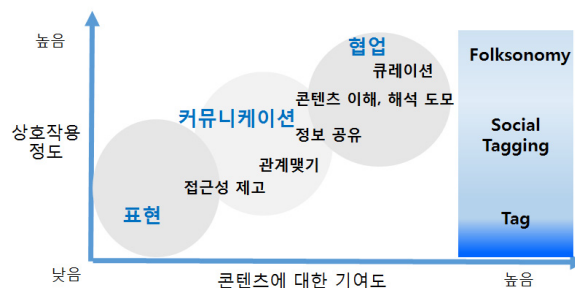 높음
협업
큐레이션
콘텐츠 이해, 해석 도모
커뮤니케이션
정보 공유
상호작용
정도
관계맺기
접근성 제고
표현
Folksonomy
Social
Tagging
Tag
낮음
콘텐츠에 대한 기여도
높음